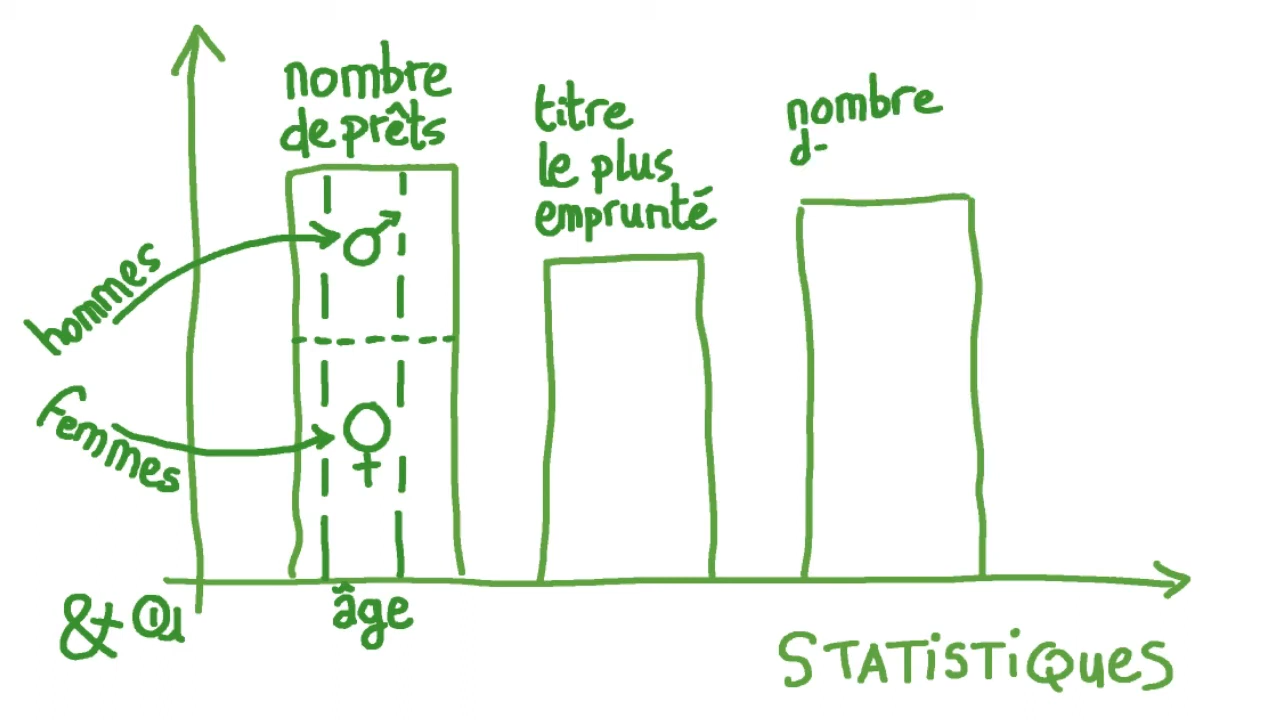 nombre
de prêts
titre
le plus
emprunté
nombre
d-
hommes
femmes
âge
STATiSTiQueS